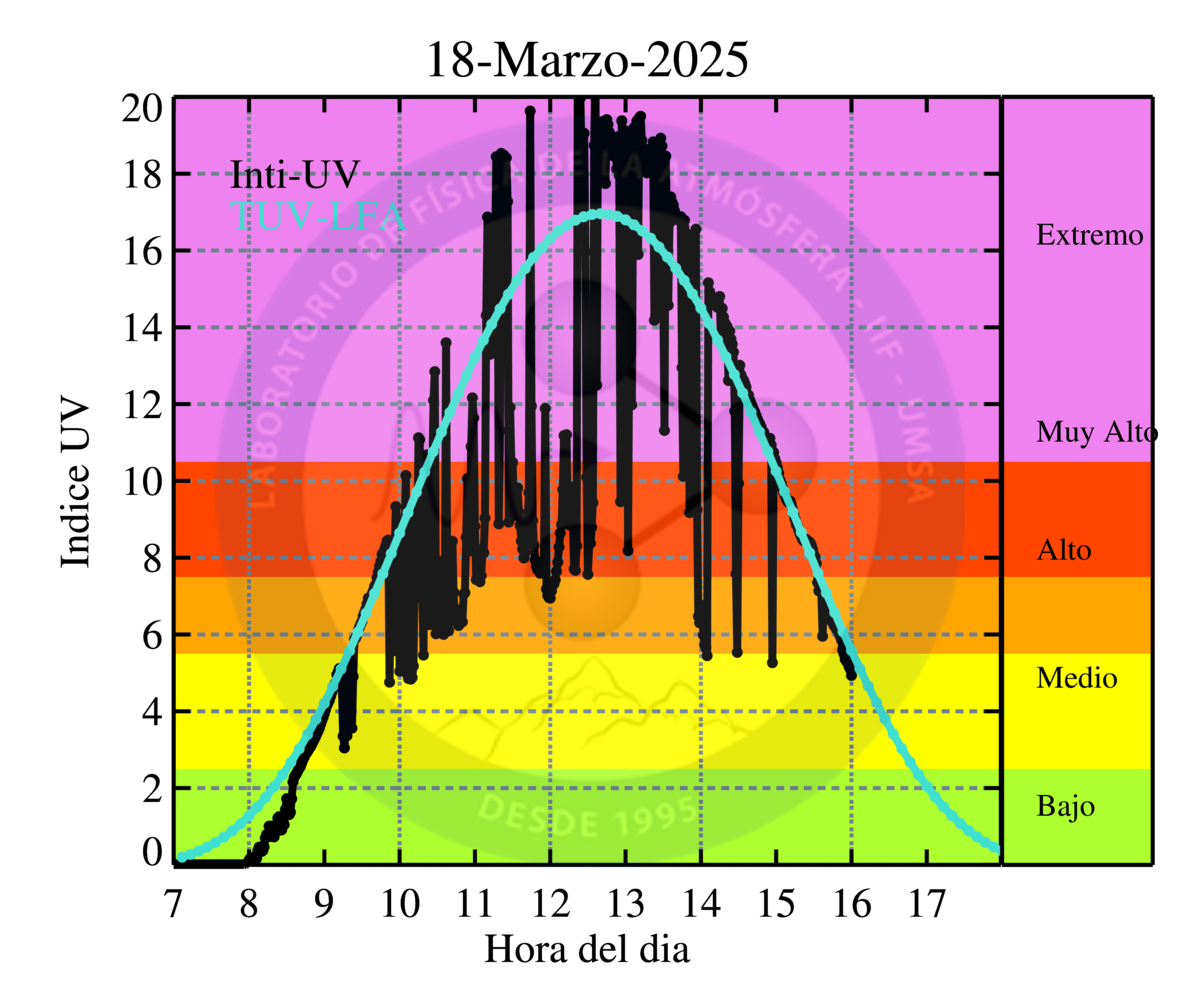 18-Marzo-2025
Inti-UV
TUV-LFA
Indice UV
20
18
16
14
12
10
8
6
4
2
0
7 8 9 10 11 12 13 14 15 16 17
Hora del dia
Extremo
Muy Alto
Alto
Medio
Bajo
LABORATORIO DE FÍSICA DE LA ATMÓSFERA - IIF - UMSA
DESDE 1995